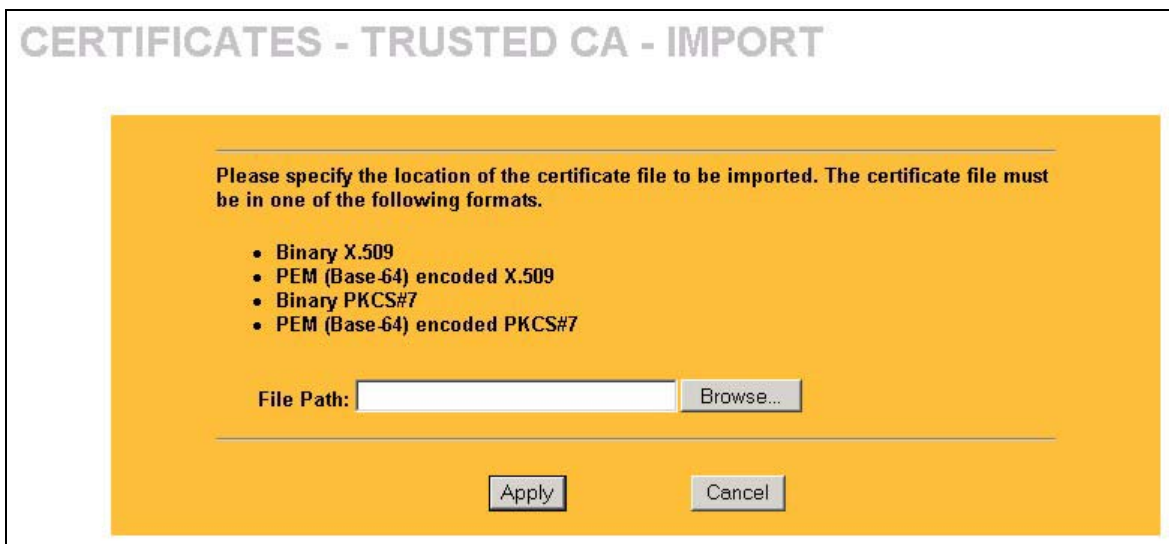 CERTIFICATES - TRUSTED CA - IMPORT
Please specify the location of the certificate file to be imported. The certificate file must
be in one of the following formats.
• Binary X.509
• PEM (Base-64) encoded X.509
• Binary PKCS#7
• PEM (Base-64) encoded PKCS#7
File Path: Browse...
Apply Cancel